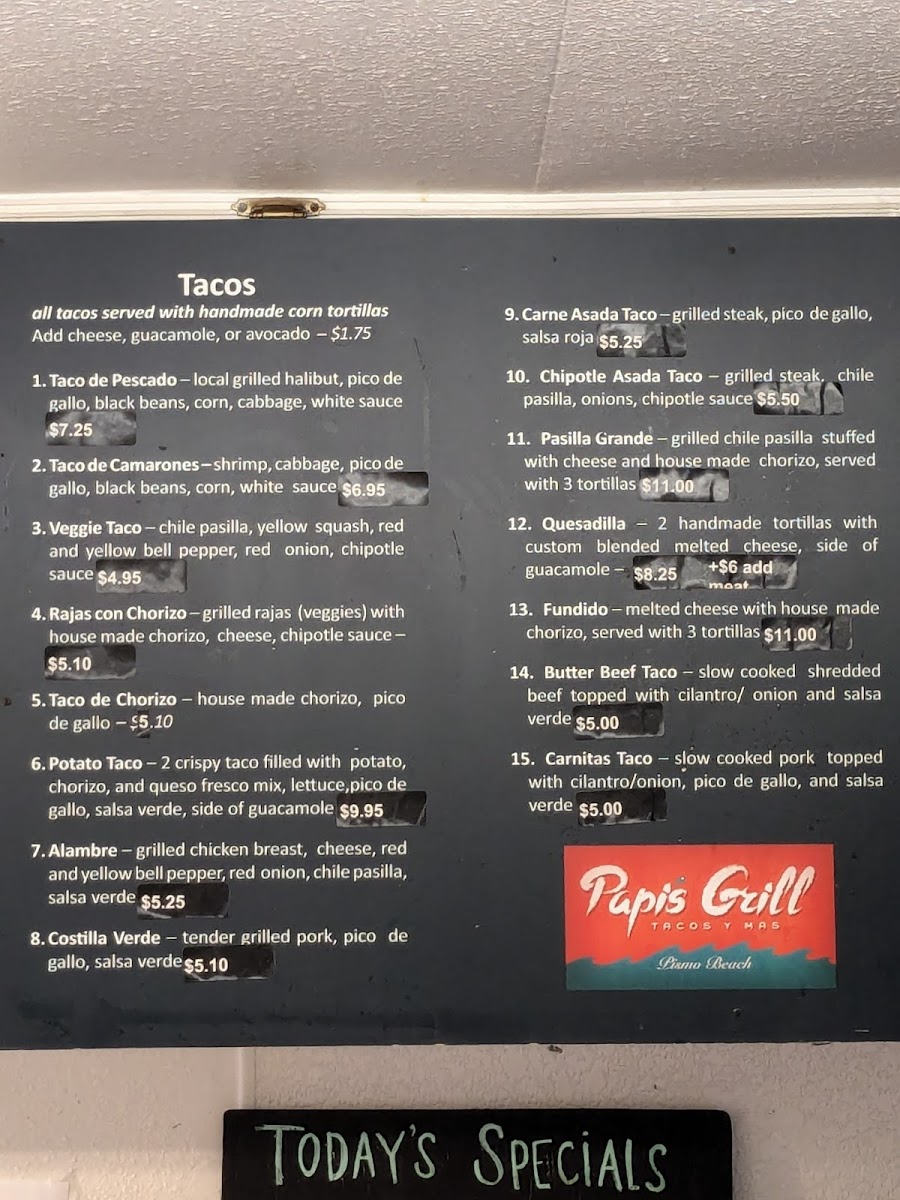 Tacos
all tacos served with handmade corn tortillas
Add cheese, guacamole, or avocado – $1.75
1. Taco de Pescado – local grilled halibut, pico de
gallo, black beans, corn, cabbage, white sauce
$7.25
2. Taco de Camarones – shrimp, cabbage, pico de
gallo, black beans, corn, white sauce $6.95
3. Veggie Taco – chile pasilla, yellow squash, red
and yellow bell pepper, red onion, chipotle
sauce $4.95
4. Rajas con Chorizo – grilled rajas (veggies) with
house made chorizo, cheese, chipotle sauce –
$5.10
5. Taco de Chorizo – house made chorizo, pico
de gallo – $5.10
6. Potato Taco – 2 crispy taco filled with potato,
chorizo, and queso fresco mix, lettuce,pico de
gallo, salsa verde, side of guacamole $9.95
7. Alambre – grilled chicken breast, cheese, red
and yellow bell pepper, red onion, chile pasilla,
salsa verde $5.25
8. Costilla Verde – tender grilled pork, pico de
gallo, salsa verde $5.10
9. Carne Asada Taco – grilled steak, pico de gallo,
salsa roja $5.25
10. Chipotle Asada Taco – grilled steak, chile
pasilla, onions, chipotle sauce $5.50
11. Pasilla Grande – grilled chile pasilla stuffed
with cheese and house made chorizo, served
with 3 tortillas $11.00
12. Quesadilla – 2 handmade tortillas with
custom blended melted cheese, side of
guacamole – $8.25 +$6 add
meat
13. Fundido – melted cheese with house made
chorizo, served with 3 tortillas $11.00
14. Butter Beef Taco – slow cooked shredded
beef topped with cilantro/ onion and salsa
verde $5.00
15. Carnitas Taco – slow cooked pork topped
with cilantro/onion, pico de gallo, and salsa
verde $5.00
Papi's Grill
TACOS Y MAS
Pismo Beach
TODAY'S SPECIALS